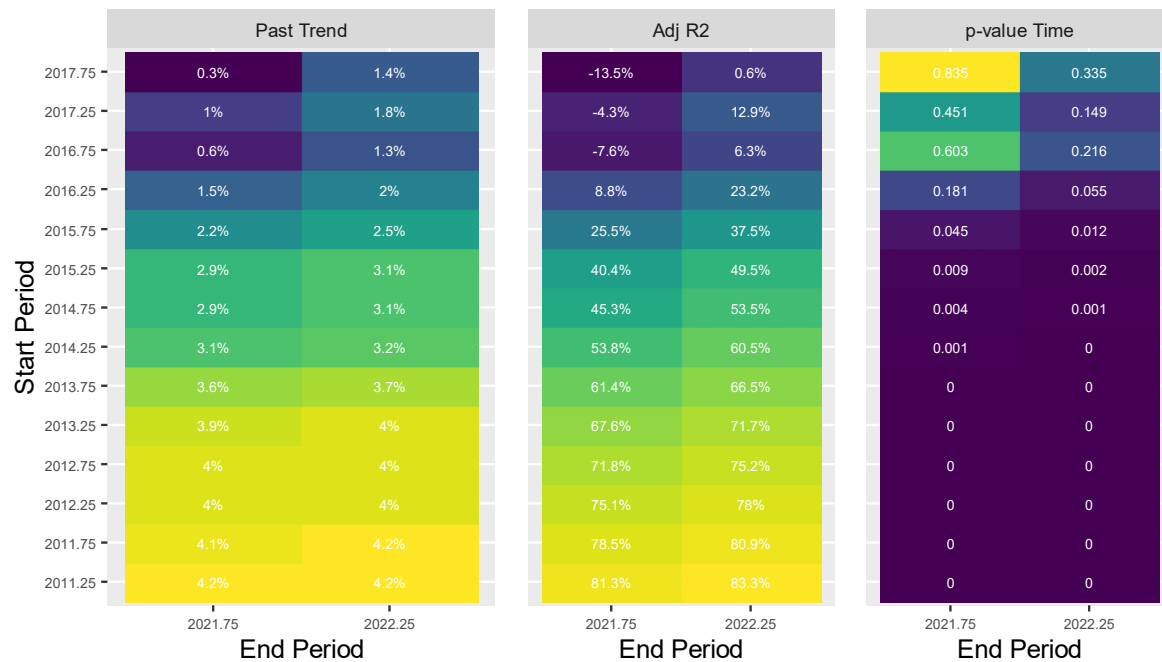 Past Trend Adj R2 p-value Time
2017.75 0.3% 1.4% -13.5% 0.6% 0.835 0.335
2017.25 1% 1.8% -4.3% 12.9% 0.451 0.149
2016.75 0.6% 1.3% -7.6% 6.3% 0.603 0.216
2016.25 1.5% 2% 8.8% 23.2% 0.181 0.055
2015.75 2.2% 2.5% 25.5% 37.5% 0.045 0.012
2015.25 2.9% 3.1% 40.4% 49.5% 0.009 0.002
2014.75 2.9% 3.1% 45.3% 53.5% 0.004 0.001
2014.25 3.1% 3.2% 53.8% 60.5% 0.001 0
2013.75 3.6% 3.7% 61.4% 66.5% 0 0
2013.25 3.9% 4% 67.6% 71.7% 0 0
2012.75 4% 4% 71.8% 75.2% 0 0
2012.25 4% 4% 75.1% 78% 0 0
2011.75 4.1% 4.2% 78.5% 80.9% 0 0
2011.25 4.2% 4.2% 81.3% 83.3% 0 0
Start Period
2021.75 2022.25 2021.75 2022.25 2021.75 2022.25
End Period End Period End Period